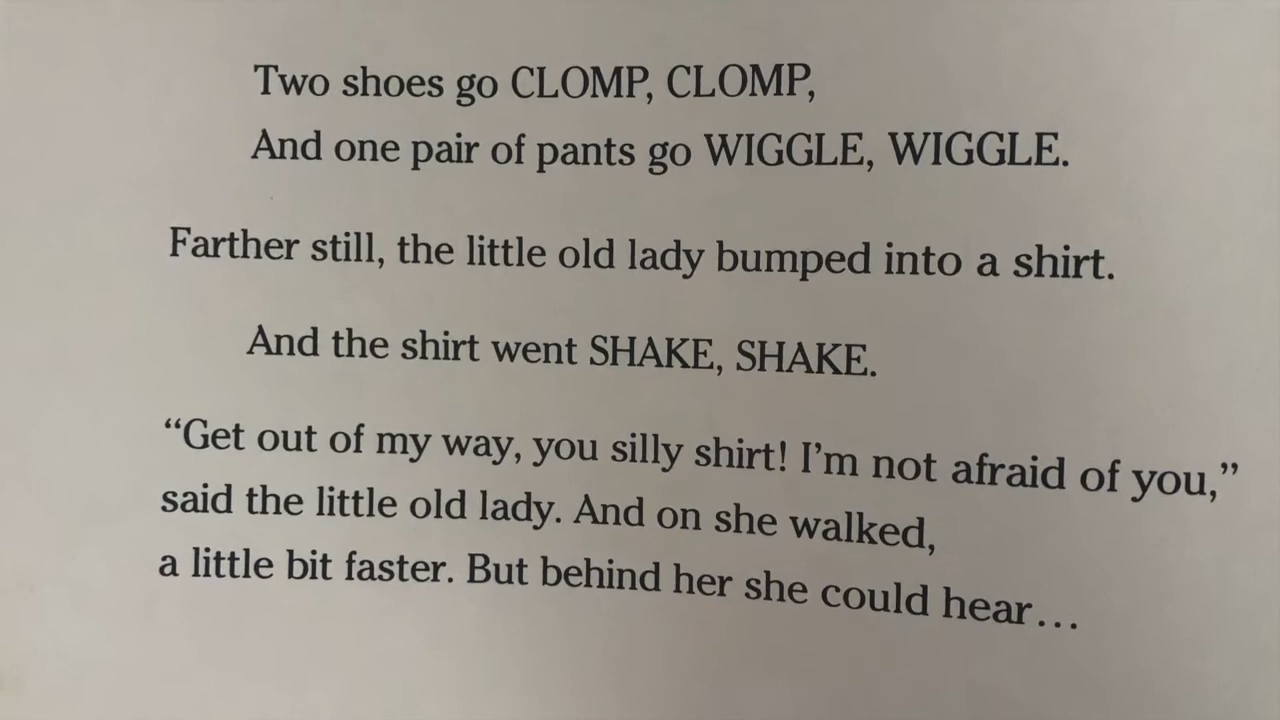 Two shoes go CLOMP, CLOMP,
And one pair of pants go WIGGLE, WIGGLE.
Farther still, the little old lady bumped into a shirt.
And the shirt went SHAKE, SHAKE.
“Get out of my way, you silly shirt! I’m not afraid of you,”
said the little old lady. And on she walked,
a little bit faster. But behind her she could hear...